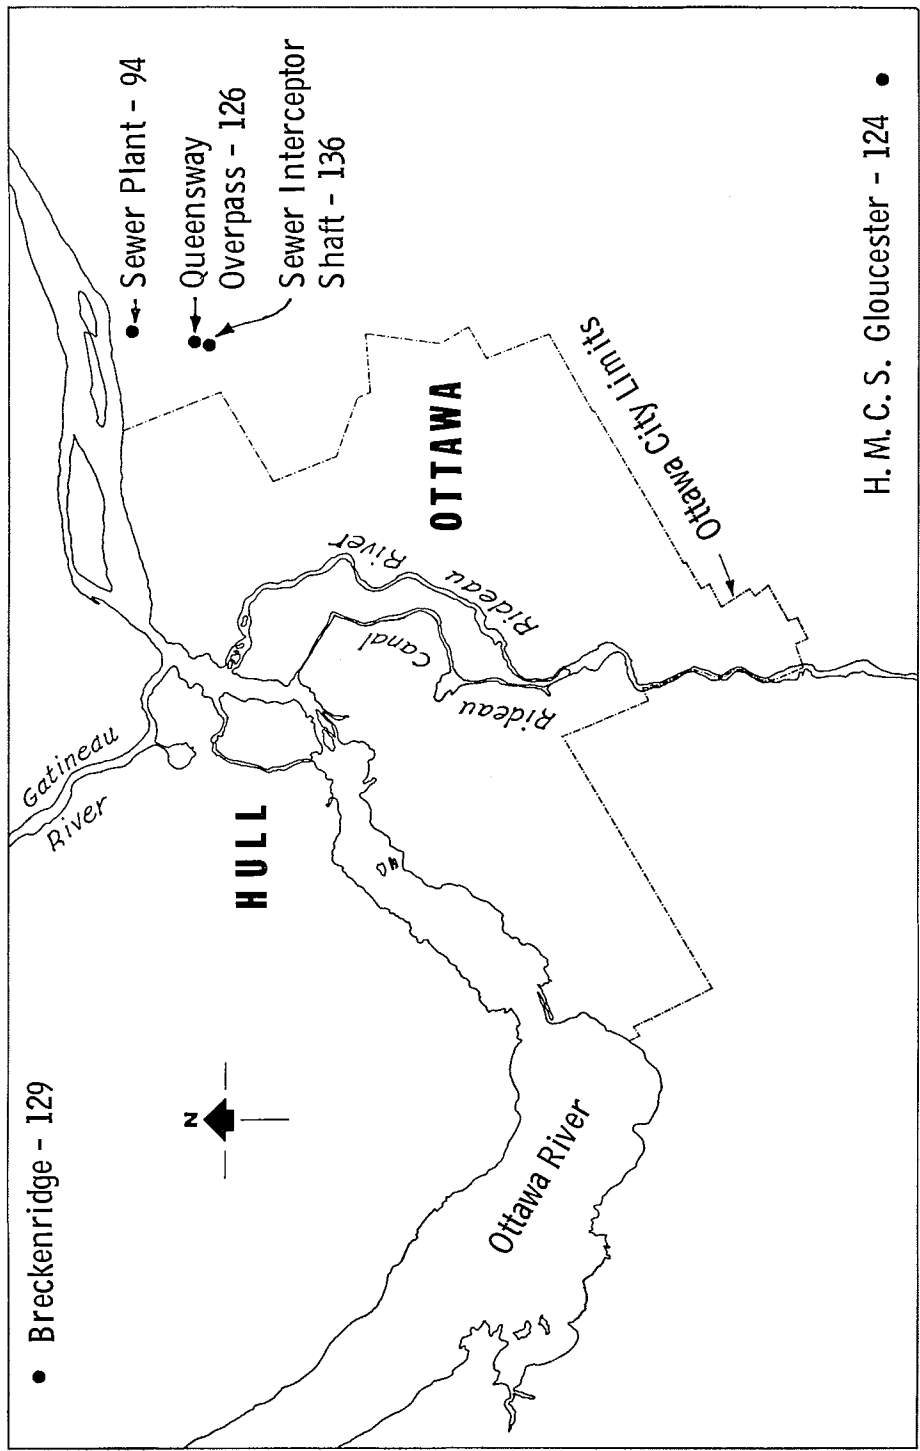 Breckenridge - 129
Gatineau
River
Sewer Plant - 94
Queensway
Overpass - 126
Sewer Interceptor
Shaft - 136
N
HULL
OTTAWA
Rideau River
Rideau Canal
Ottawa River
Ottawa City Limits
H.M.C.S. Gloucester - 124